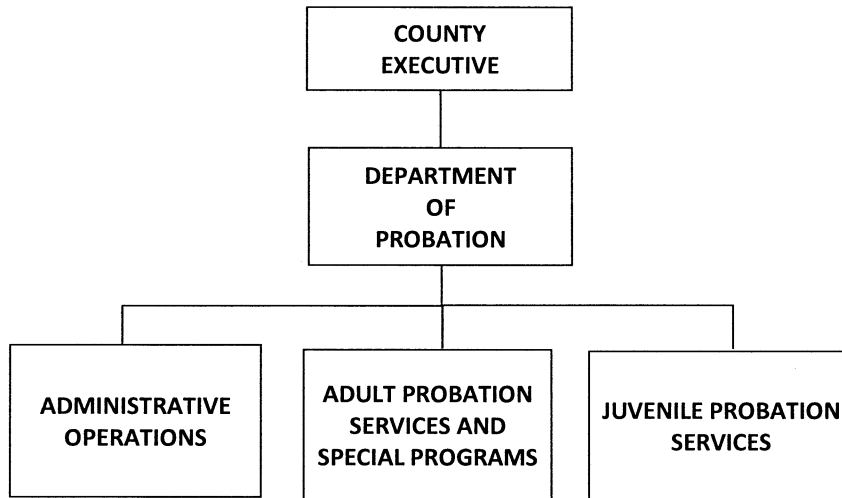 COUNTY
EXECUTIVE
DEPARTMENT
OF
PROBATION
ADMINISTRATIVE
OPERATIONS
ADULT PROBATION
SERVICES AND
SPECIAL PROGRAMS
JUVENILE PROBATION
SERVICES